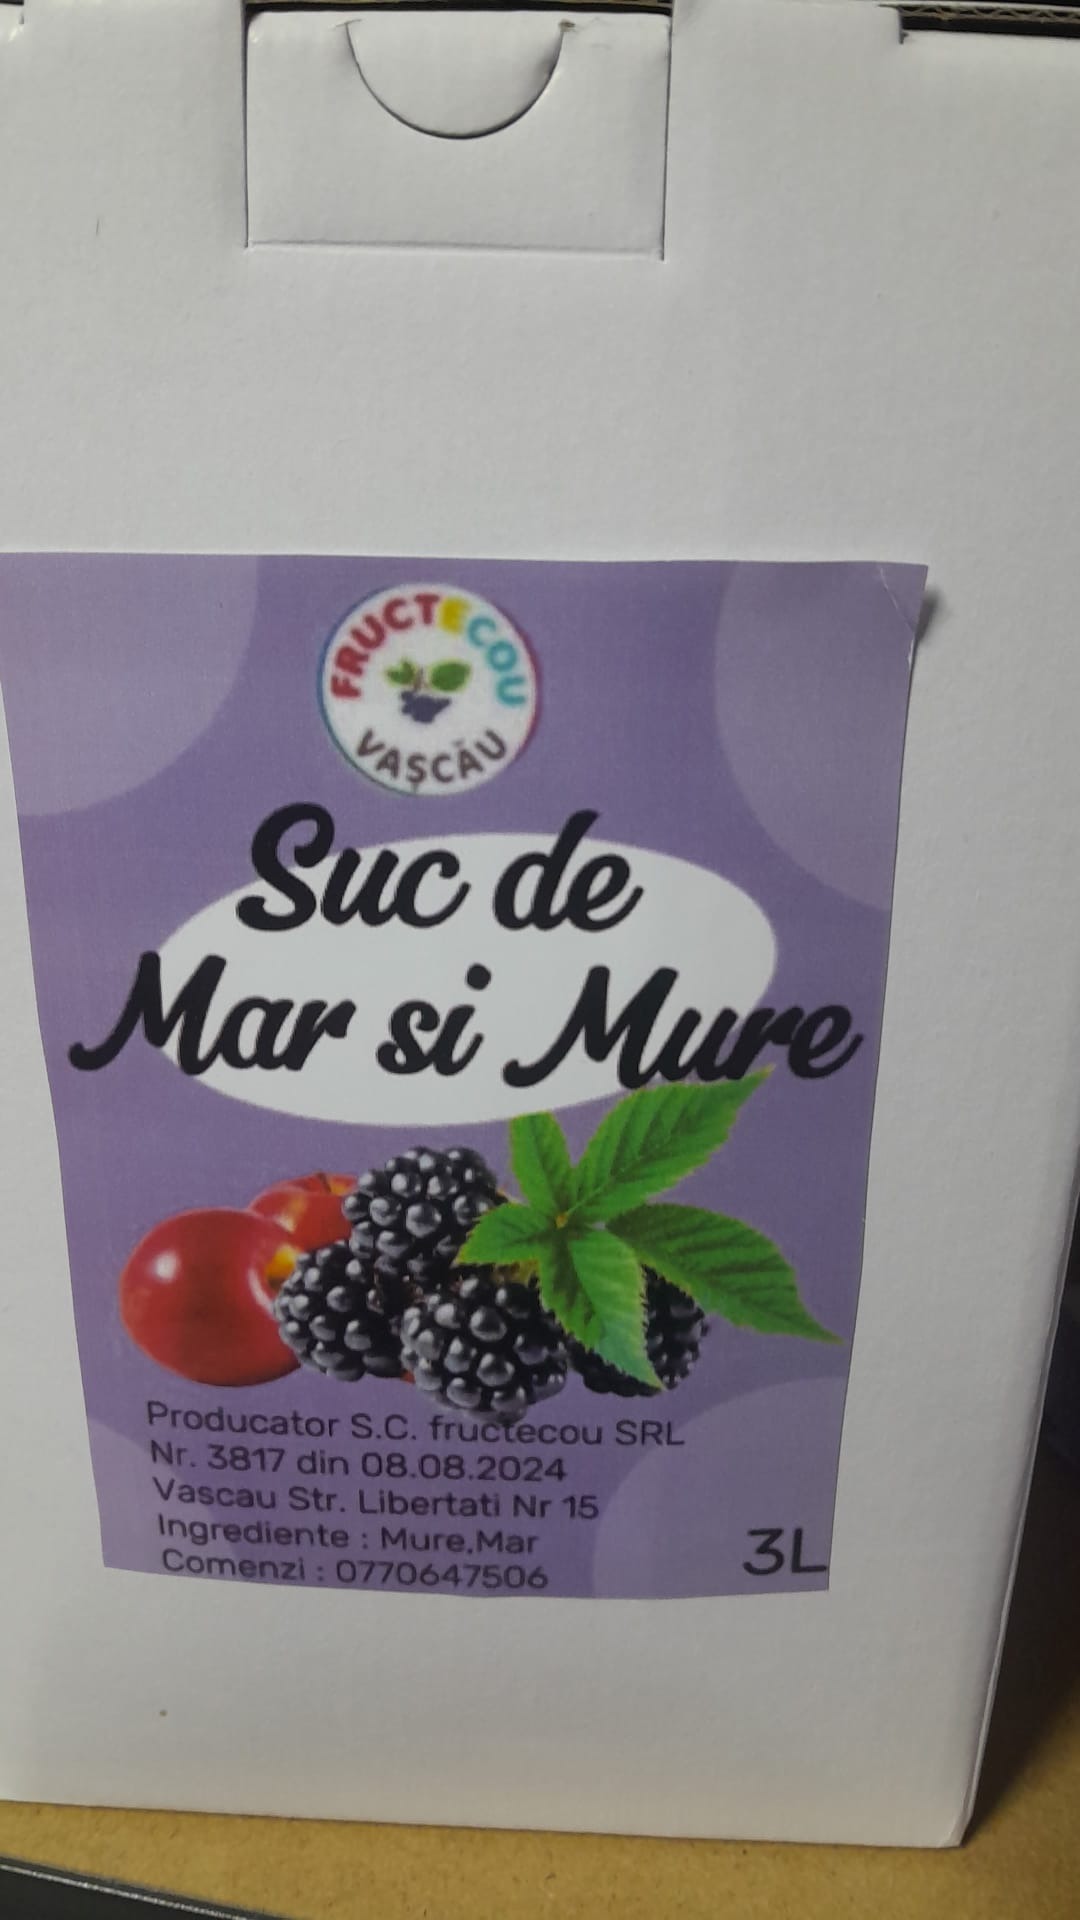 FRUCTECOU
VAȘCĂU
Suc de
Mar si Mure
Producator S.C. fructecou SRL
Nr. 3817 din 08.08.2024
Vascau Str. Libertati Nr 15
Ingrediente : Mure,Mar
Comenzi : 0770647506
3L